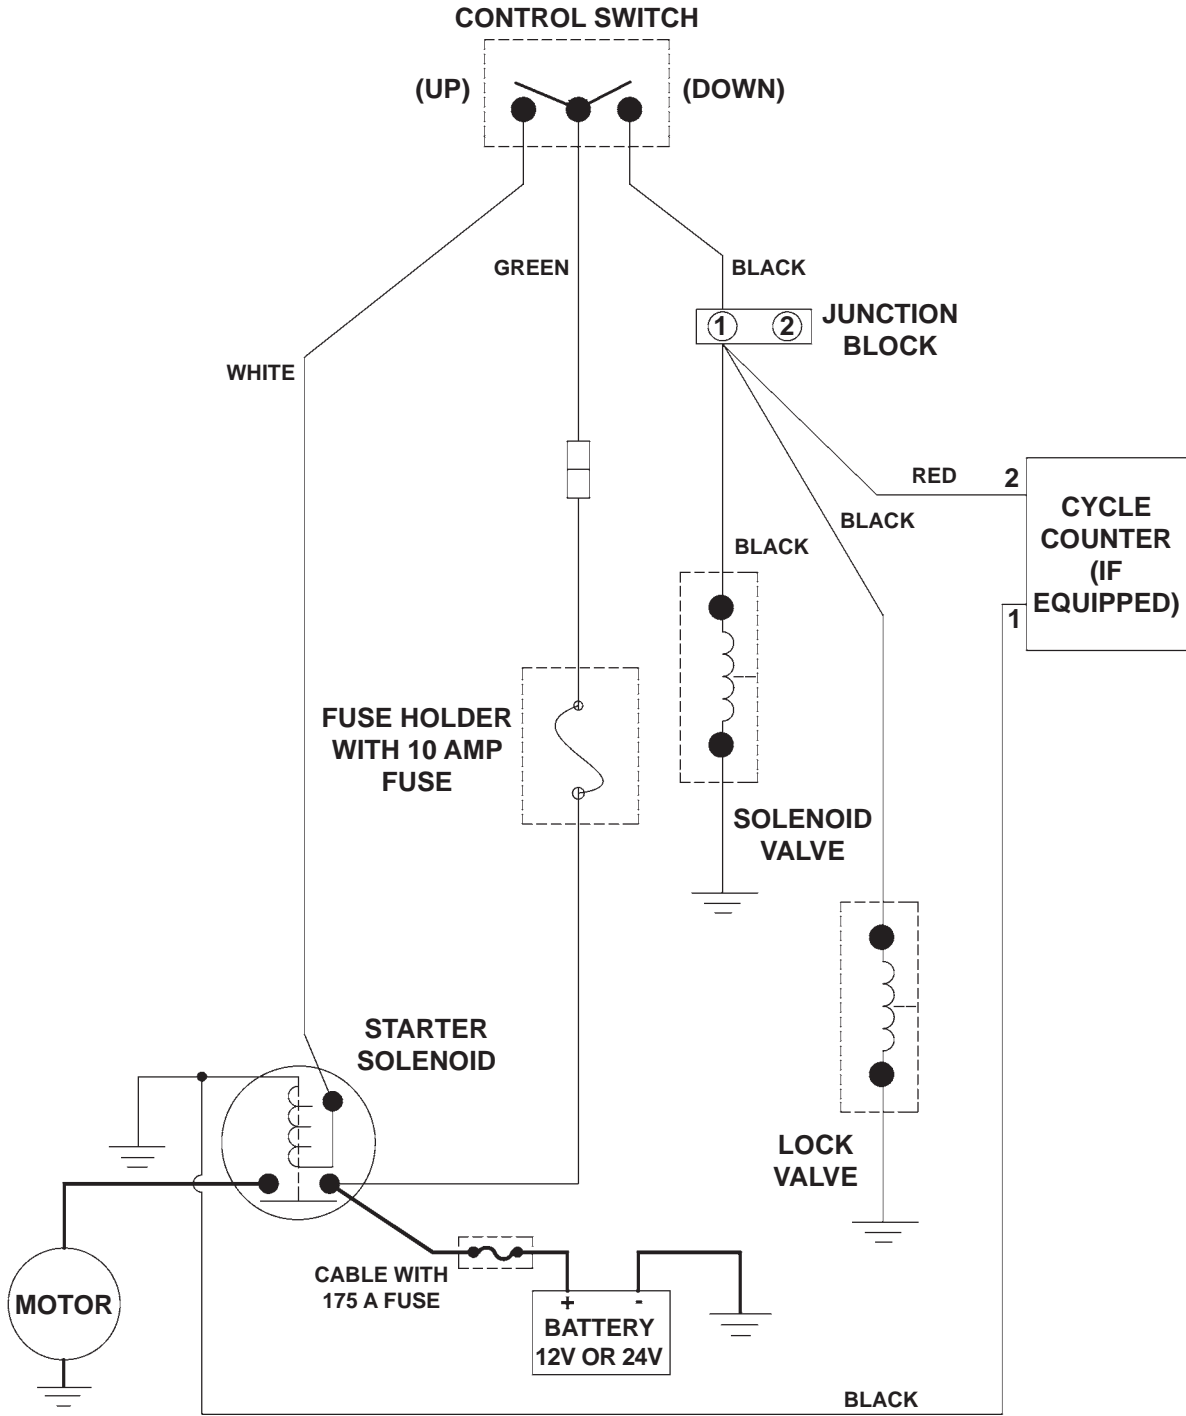 CONTROL SWITCH
(UP)
(DOWN)
GREEN
BLACK
1
2
JUNCTION
BLOCK
WHITE
RED
2
BLACK
CYCLE
COUNTER
(IF
EQUIPPED)
1
BLACK
FUSE HOLDER
WITH 10 AMP
FUSE
SOLENOID
VALVE
STARTER
SOLENOID
LOCK
VALVE
CABLE WITH
175 A FUSE
MOTOR
+
-
BATTERY
12V OR 24V
BLACK